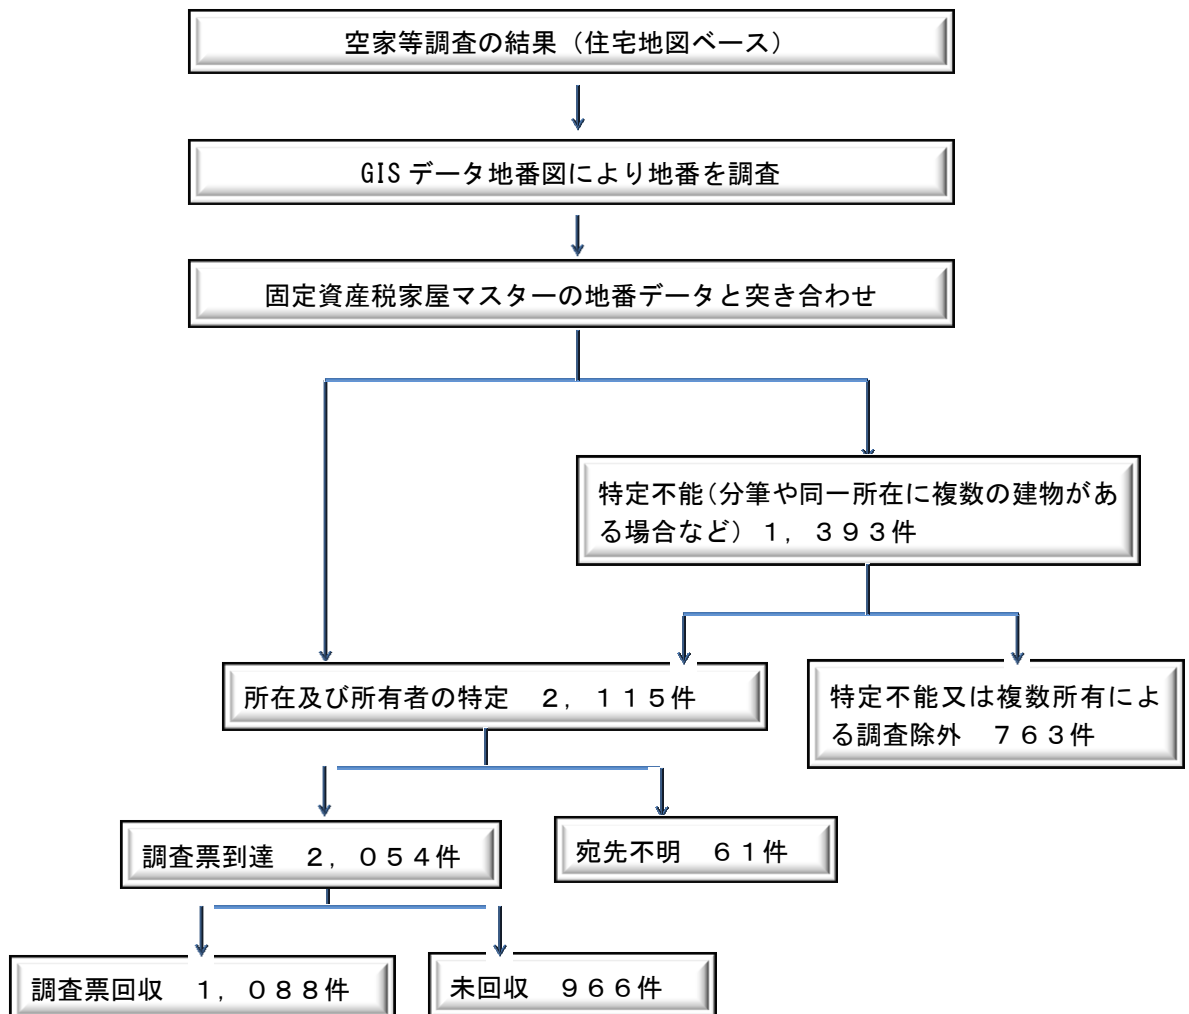 空家等調査の結果（住宅地図ベース）
GIS データ地番図により地番を調査
固定資産税家屋マスターの地番データと突き合わせ
特定不能（分筆や同一所在に複数の建物があ
る場合など）１，３９３件
所在及び所有者の特定　２，１１５件
特定不能又は複数所有によ
る調査除外　７６３件
調査票到達　２，０５４件
宛先不明　６１件
調査票回収　１，０８８件
未回収　９６６件